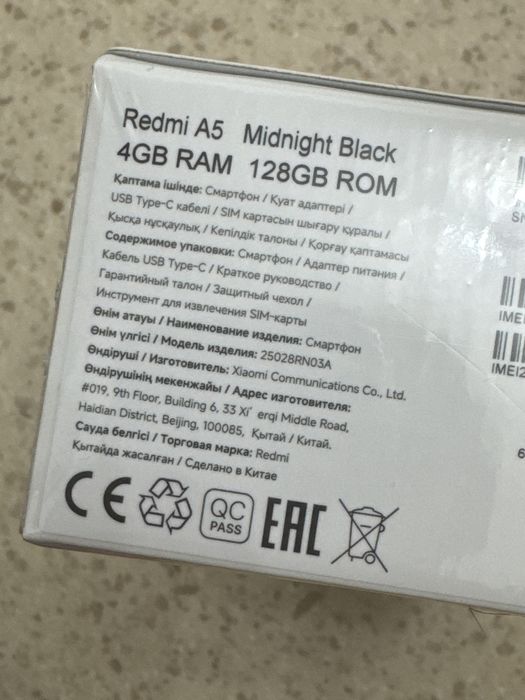 Redmi A5 Midnight Black
4GB RAM 128GB ROM
Қаптама ішінде: Смартфон / Қуат адаптері /
USB Type-C кабелі / SIM картасын шығару құралы /
Қысқа нұсқаулық / Кепілдік талоны / Қорғау қаптамасы
Содержимое упаковки: Смартфон / Адаптер питания /
Кабель USB Type-C / Краткое руководство /
Гарантийный талон / Защитный чехол /
Инструмент для извлечения SIM-карты
Өнім атауы / Наименование изделия: Смартфон
Өнім үлгісі / Модель изделия: 25028RN03A
Өндіруші / Изготовитель: Xiaomi Communications Co., Ltd.
Өндірушінің мекенжайы / Адрес изготовителя:
#019, 9th Floor, Building 6, 33 Xi' erqi Middle Road,
Haidian District, Beijing, 100085, Қытай / Китай.
Сауда белгісі / Торговая марка: Redmi
Қытайда жасалған / Сделано в Китае
CE QC PASS EAC
IMEI
IMEI2
6